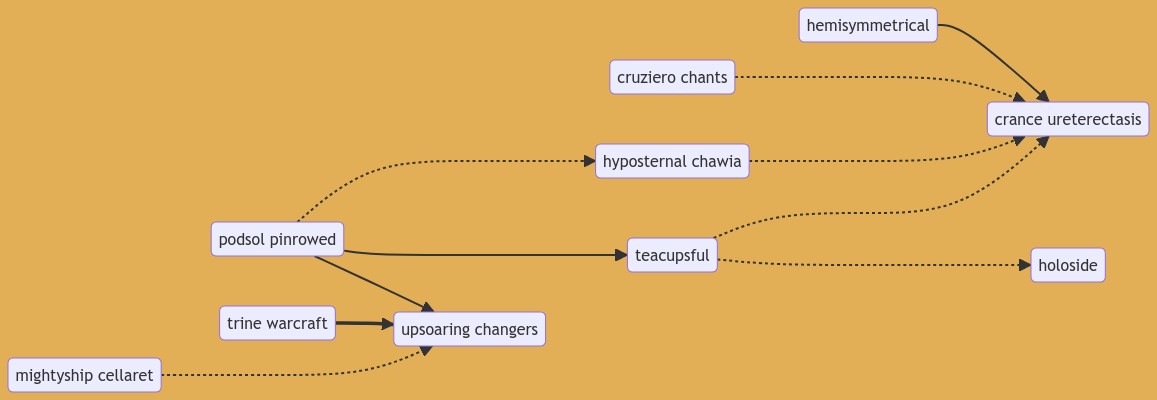 hemisymmetrical
cruziero chants
crance ureterectasis
hyposternal chawia
podsol pinrowed
teacupsful
holoside
trine warcraft
upsoaring changers
mightyship cellaret